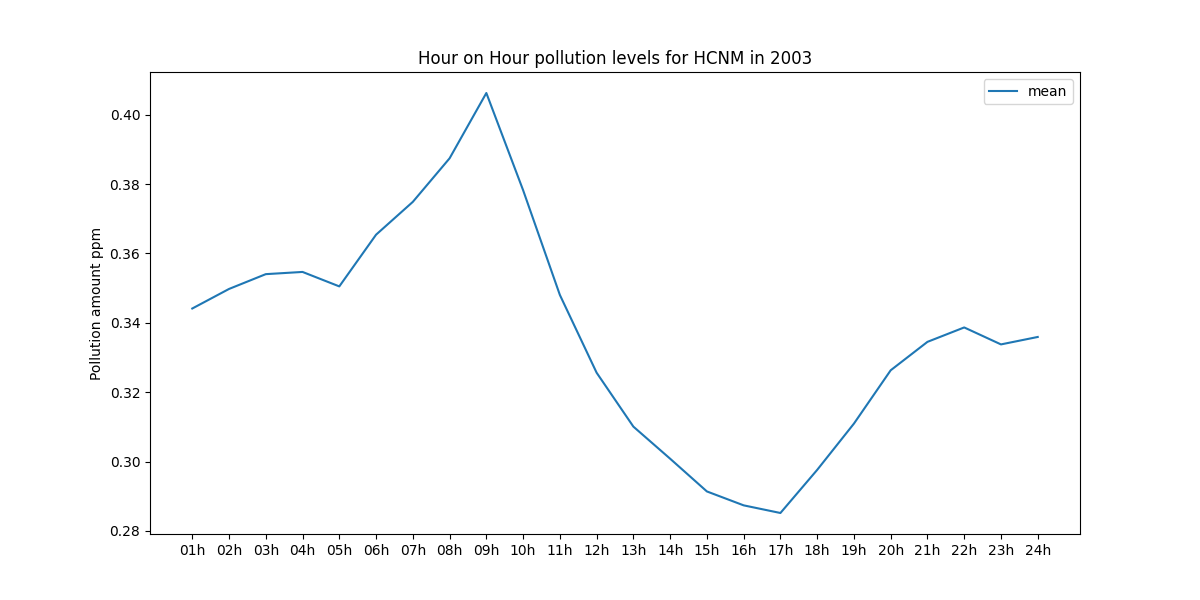 Hour on Hour pollution levels for HCNM in 2003
mean
Pollution amount ppm
0.40
0.38
0.36
0.34
0.32
0.30
0.28
01h 02h 03h 04h 05h 06h 07h 08h 09h 10h 11h 12h 13h 14h 15h 16h 17h 18h 19h 20h 21h 22h 23h 24h